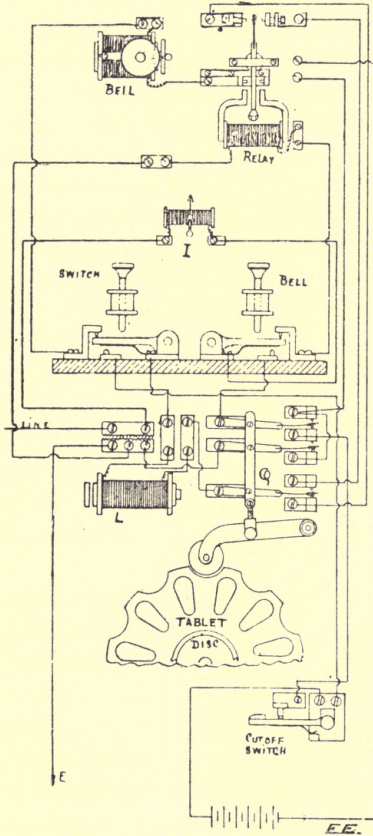 BELL
RELAY
I
SWITCH
BELL
LINE
L
G
TABLET
DISC
E
CUTOFF
SWITCH
E.E.